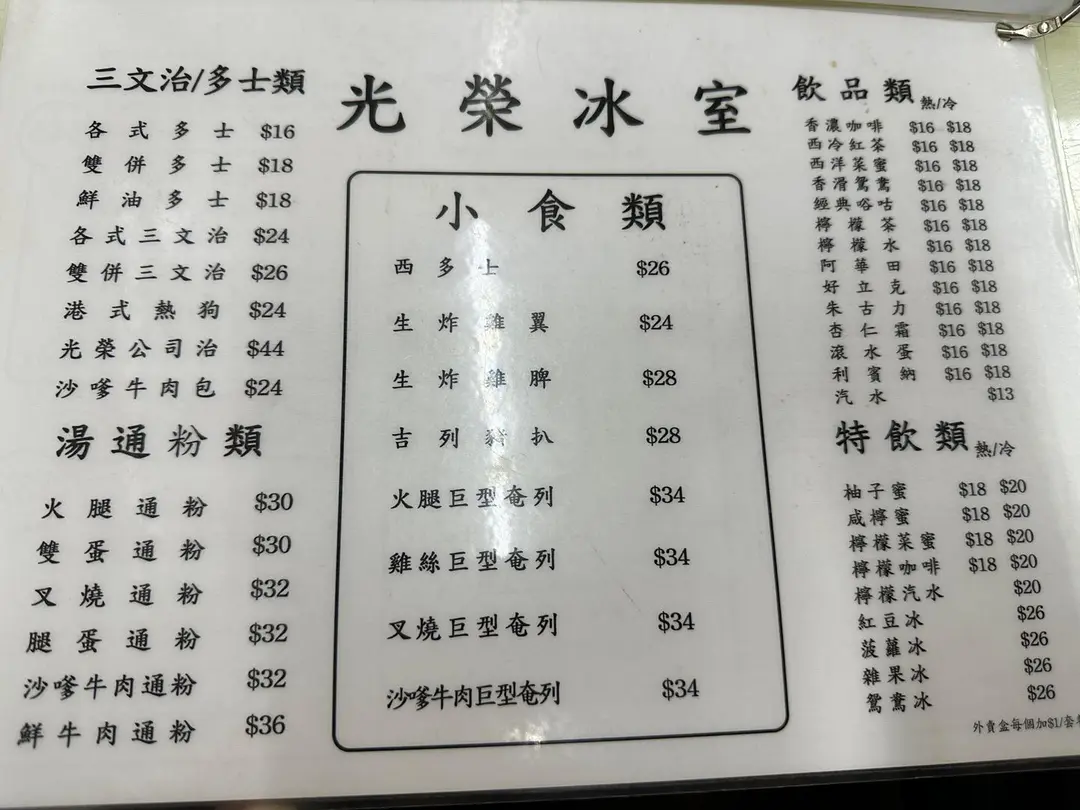 光榮冰室
三文治/多士類
各式多士 $16
雙併多士 $18
鮮油多士 $18
各式三文治 $24
雙併三文治 $26
港式熱狗 $24
光榮公司治 $44
沙嗲牛肉包 $24
湯通粉類
火腿通粉 $30
雙蛋通粉 $30
叉燒通粉 $32
腿蛋通粉 $32
沙嗲牛肉通粉 $32
鮮牛肉通粉 $36
小食類
西多士 $26
生炸雞翼 $24
生炸雞脾 $28
吉列豬扒 $28
火腿巨型奄列 $34
雞絲巨型奄列 $34
叉燒巨型奄列 $34
沙嗲牛肉巨型奄列 $34
飲品類 熱/冷
香濃咖啡 $16 $18
西冷紅茶 $16 $18
西洋菜蜜 $16 $18
香滑鴛鴦 $16 $18
經典唂咕 $16 $18
檸檬茶 $16 $18
檸檬水 $16 $18
阿華田 $16 $18
好立克 $16 $18
朱古力 $16 $18
杏仁霜 $16 $18
滾水蛋 $16 $18
利賓納 $16 $18
汽水 $13
特飲類 熱/冷
柚子蜜 $18 $20
咸檸蜜 $18 $20
檸檬菜蜜 $18 $20
檸檬咖啡 $18 $20
檸檬汽水 $20
紅豆冰 $26
菠蘿冰 $26
雜果冰 $26
鴛鴦冰 $26
外賣盒每個加$1/套